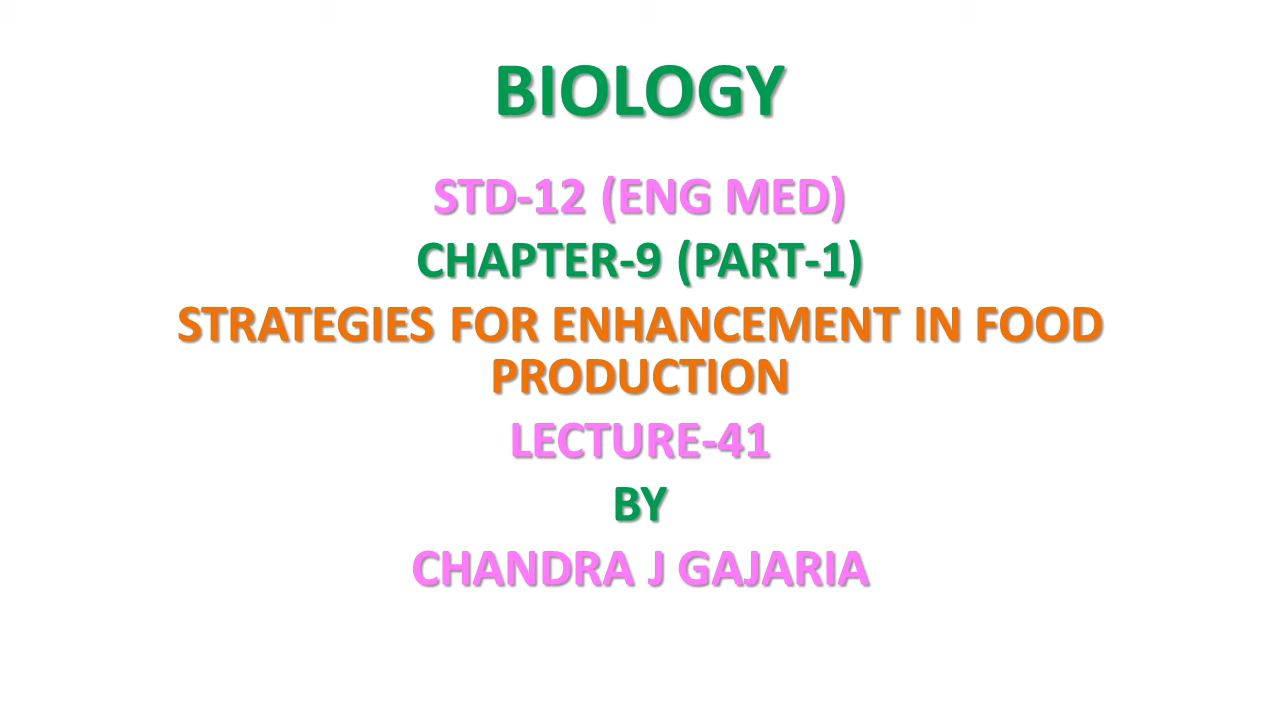 BIOLOGY
STD-12 (ENG MED)
CHAPTER-9 (PART-1)
STRATEGIES FOR ENHANCEMENT IN FOOD
PRODUCTION
LECTURE-41
BY
CHANDRA J GAJARIA